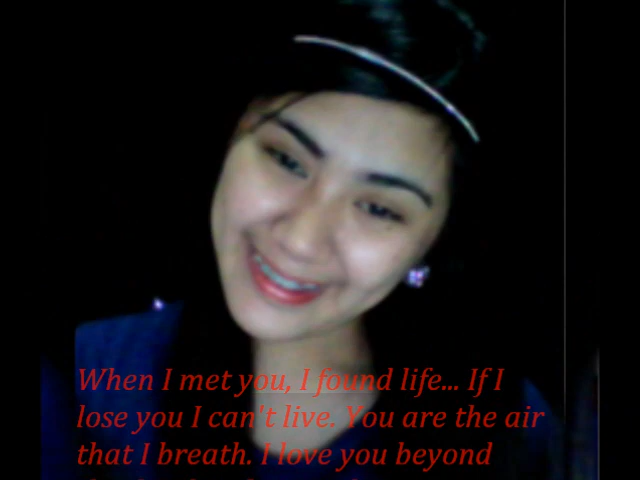 When I met you, I found life... If I
lose you I can't live. You are the air
that I breath. I love you beyond